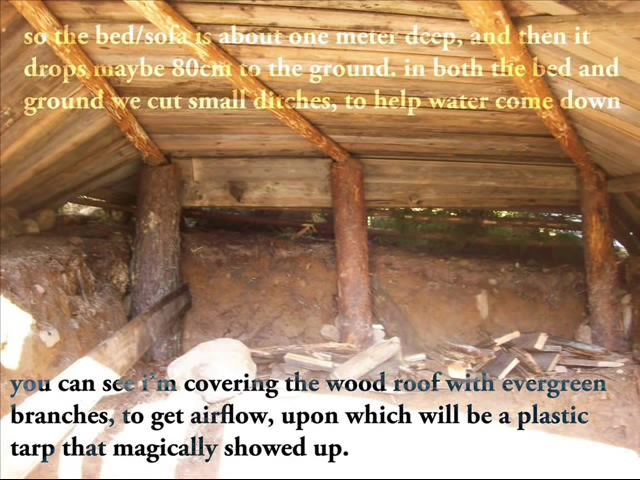 so the bed/sofa is about one meter deep, and then it
drops maybe 80cm to the ground. in both the bed and
ground we cut small ditches, to help water come down
you can see i'm covering the wood roof with evergreen
branches, to get airflow, upon which will be a plastic
tarp that magically showed up.